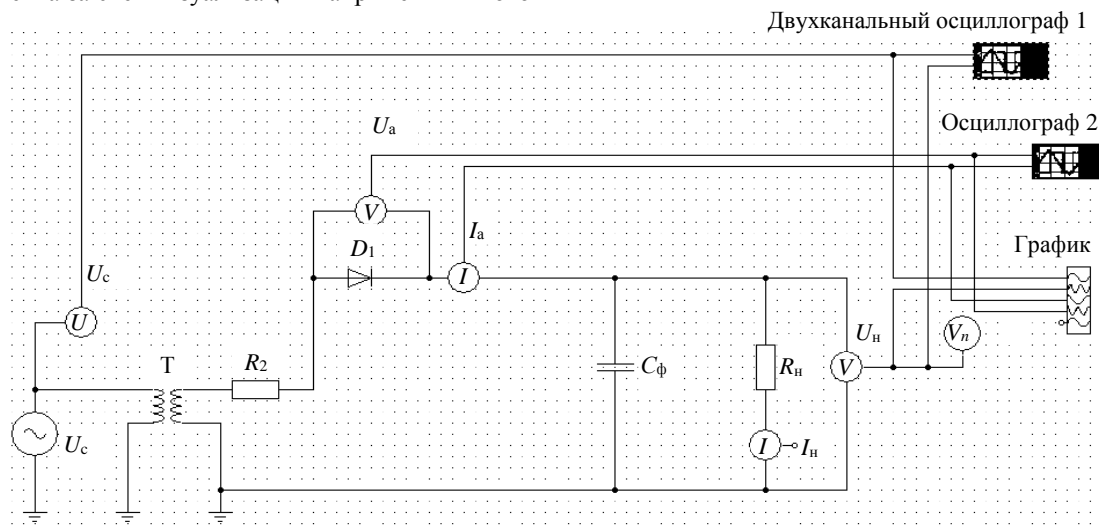 Двухканальный осциллограф 1
Осциллограф 2
Uа
V
Iа
D1
I
График
Uс
U
Uн
Vn
T
R2
Cф
Rн
V
Uс
I
Iн